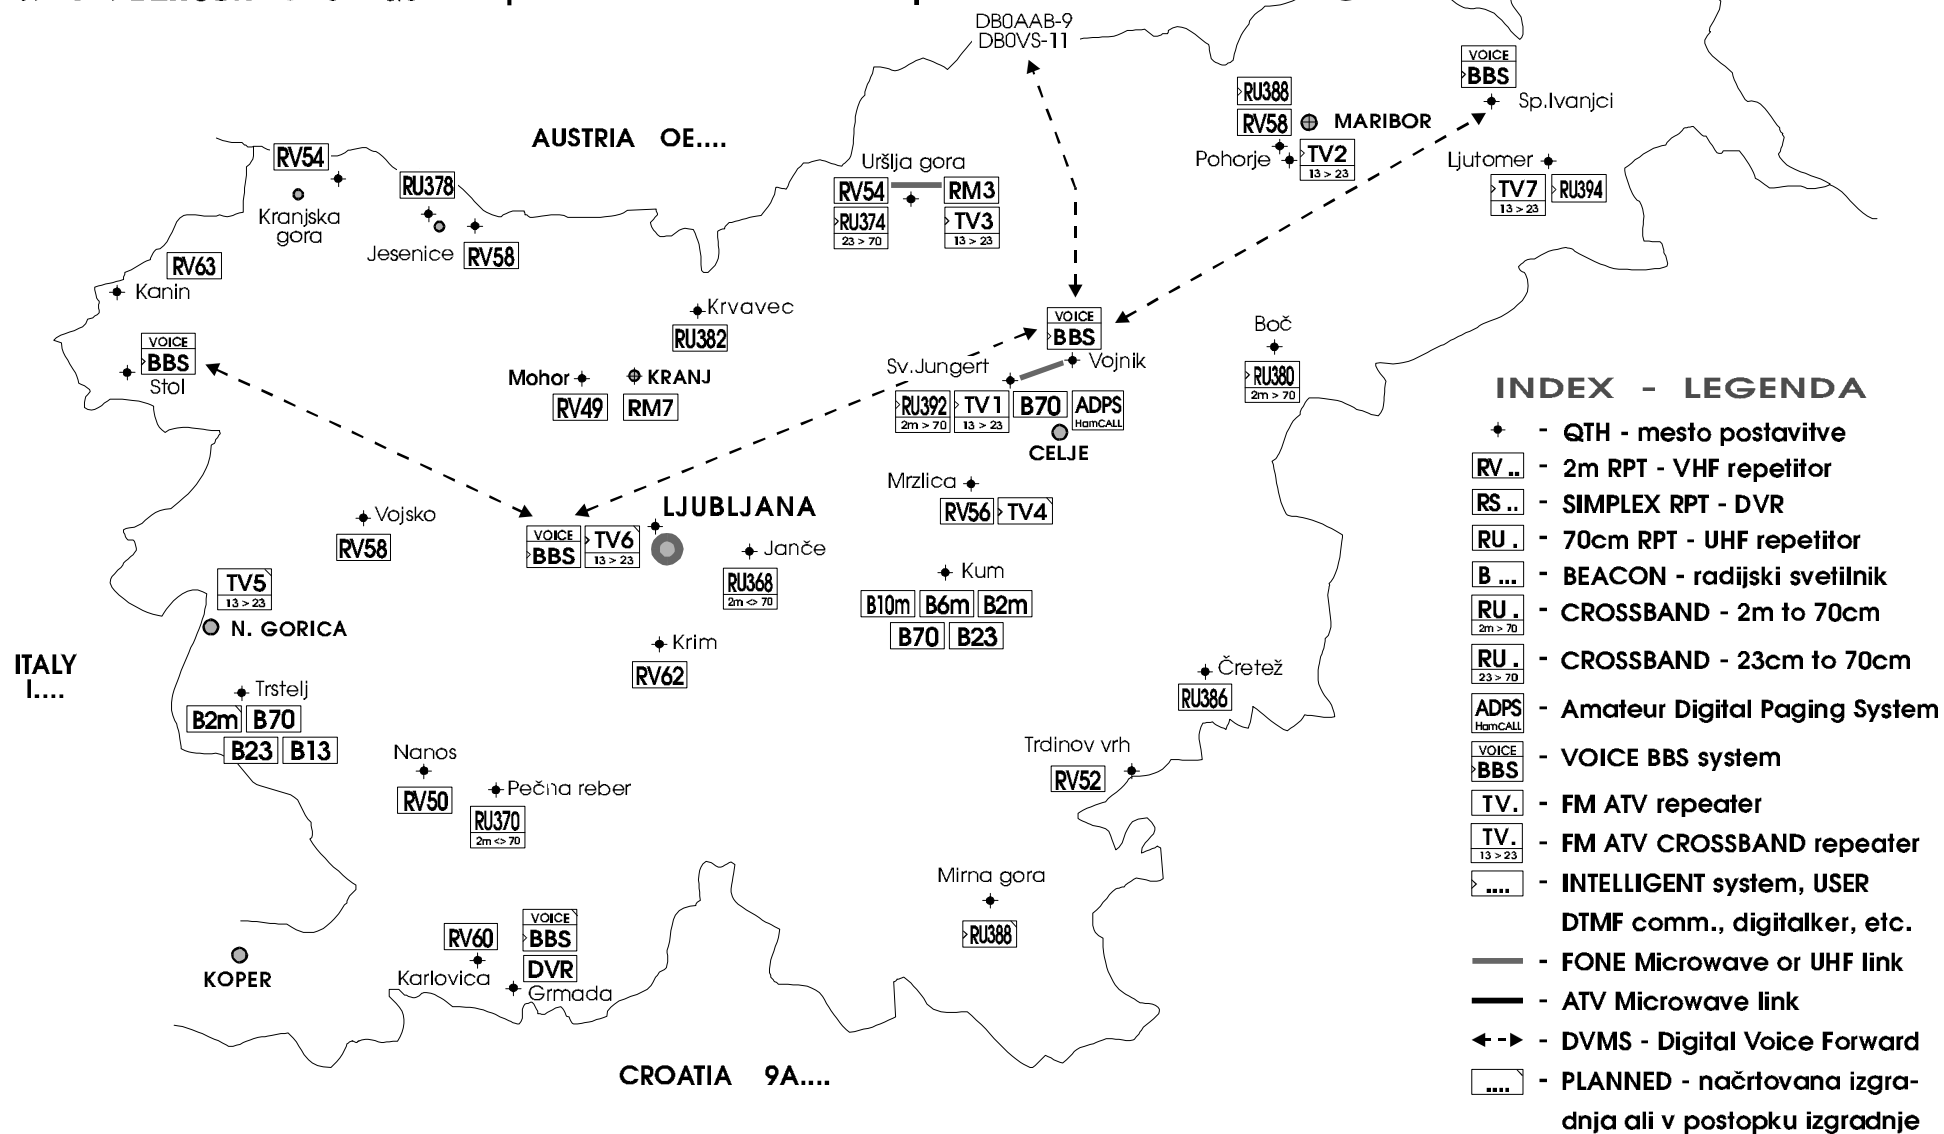 DB0AAB-9
DB0VS-11
VOICE
BBS
Sp.Ivanjci
RU388
RV58
MARIBOR
Pohorje
TV2
13 > 23
Ljutomer
TV7
13 > 23
RU394
AUSTRIA OE....
RV54
Kranjska
gora
RU378
Jesenice
RV58
Uršlja gora
RV54
RM3
RU374
23 > 70
TV3
13 > 23
RV63
Kanin
VOICE
BBS
Stol
Krvavec
RU382
Mohor
RV49
KRANJ
RM7
VOICE
BBS
Vojnik
Sv.Jungert
RU392
2m > 70
TV1
13 > 23
B70
ADPS
HamCALL
CELJE
Boč
RU380
2m > 70
Mrzlica
RV56
TV4
LJUBLJANA
VOICE
BBS
TV6
13 > 23
Vojsko
RV58
Janče
RU368
2m <> 70
Kum
B10m
B6m
B2m
B70
B23
TV5
13 > 23
N. GORICA
ITALY
I....
Krim
RV62
Trstelj
B2m
B70
B23
B13
Čretež
RU386
Nanos
RV50
Pečna reber
RU370
2m <> 70
Trdinov vrh
RV52
Mirna gora
RU388
RV60
Karlovica
VOICE
BBS
DVR
Grmada
KOPER
CROATIA 9A....
INDEX - LEGENDA
- QTH - mesto postavitve
RV .. - 2m RPT - VHF repetitor
RS .. - SIMPLEX RPT - DVR
RU . - 70cm RPT - UHF repetitor
B ... - BEACON - radijski svetilnik
RU . - CROSSBAND - 2m to 70cm
2m > 70
RU . - CROSSBAND - 23cm to 70cm
23 > 70
ADPS - Amateur Digital Paging System
HamCALL
VOICE
BBS - VOICE BBS system
TV. - FM ATV repeater
TV. - FM ATV CROSSBAND repeater
13 > 23
.... - INTELLIGENT system, USER
DTMF comm., digitalker, etc.
- FONE Microwave or UHF link
- ATV Microwave link
- DVMS - Digital Voice Forward
.... - PLANNED - načrtovana izgra-
dnja ali v postopku izgradnje